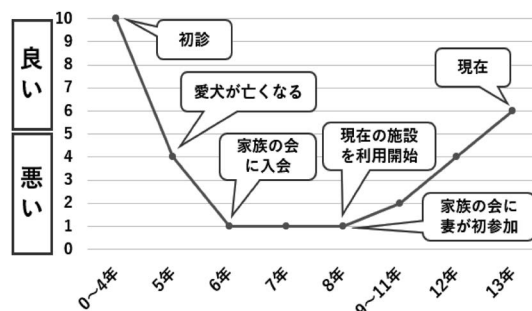 良い
悪い
10
9
8
7
6
5
4
3
2
1
0
初診
愛犬が亡くなる
家族の会
に入会
現在の施設
を利用開始
現在
家族の会に
妻が初参加
0～4年
5年
6年
7年
8年
9～11年
12年
13年